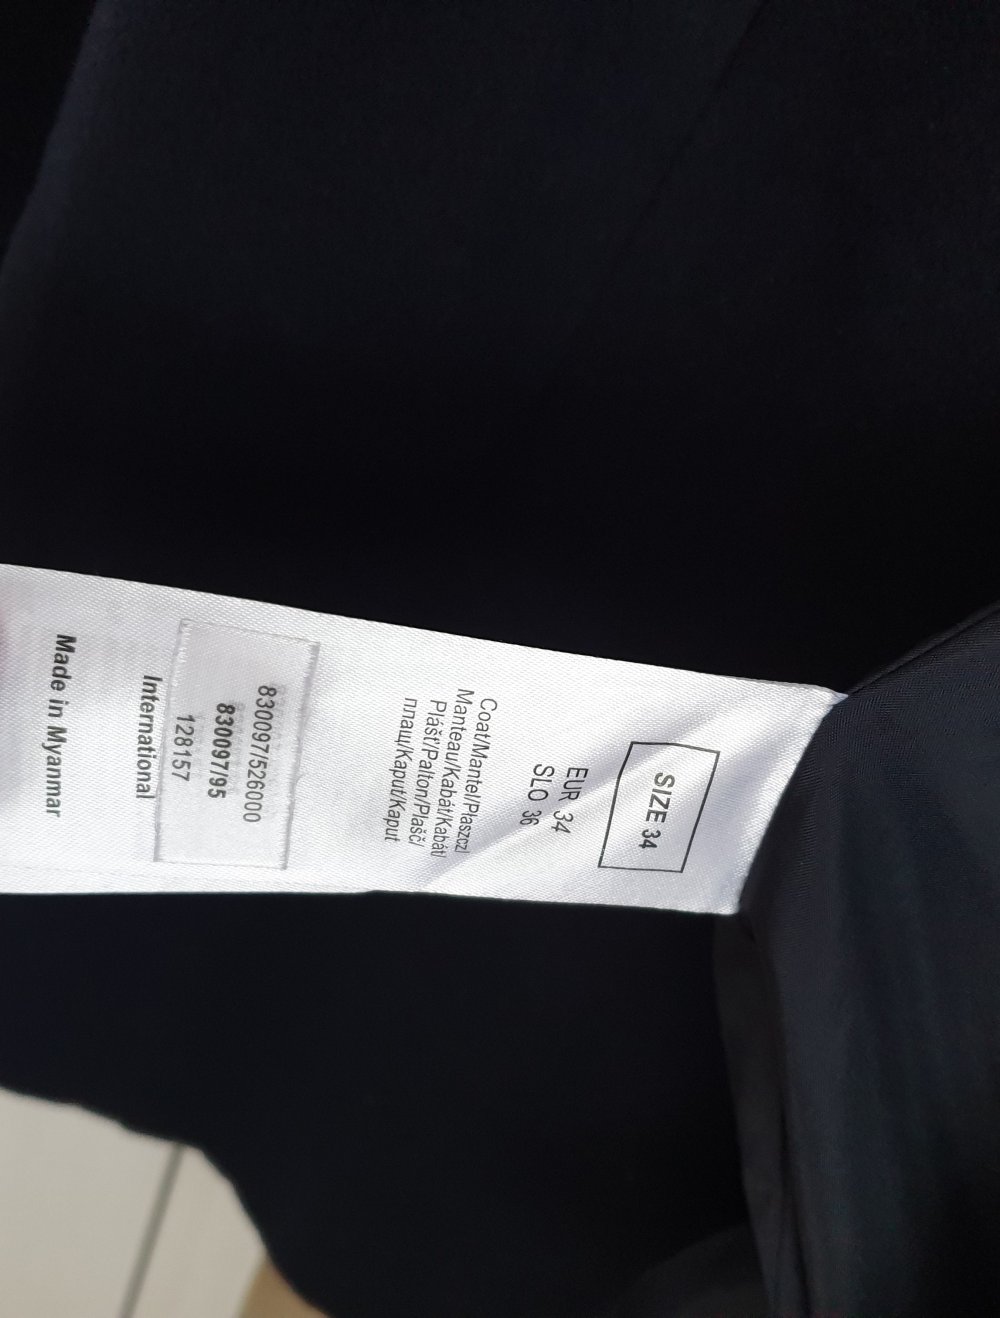 SIZE 34
EUR 34
SLO 36
Coat/Mantel/Płaszcz/
Manteau/Kabát/Kabát/
Plášť/Palton/Plašč/
плащ/Kaput/Kaput
830097/526000
830097/95
128157
International
Made in Myanmar